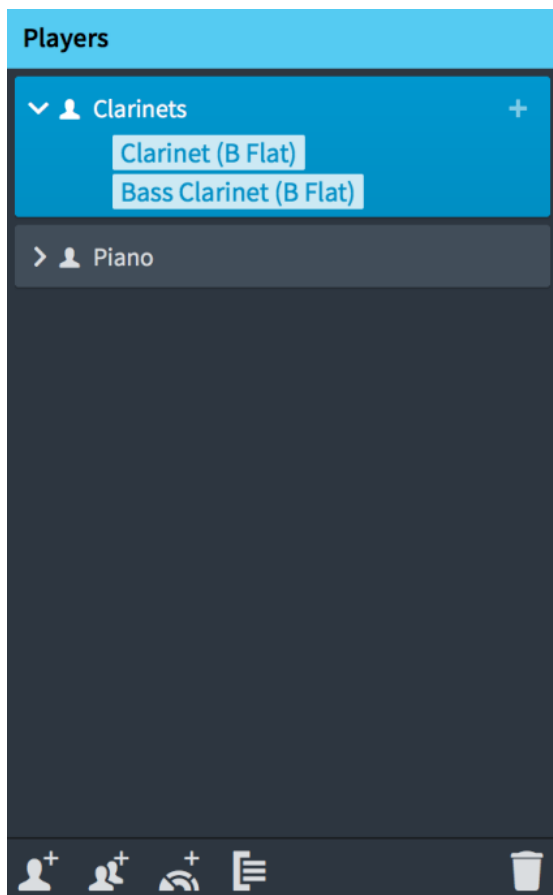 Players
Clarinets
Clarinet (B Flat)
Bass Clarinet (B Flat)
Piano